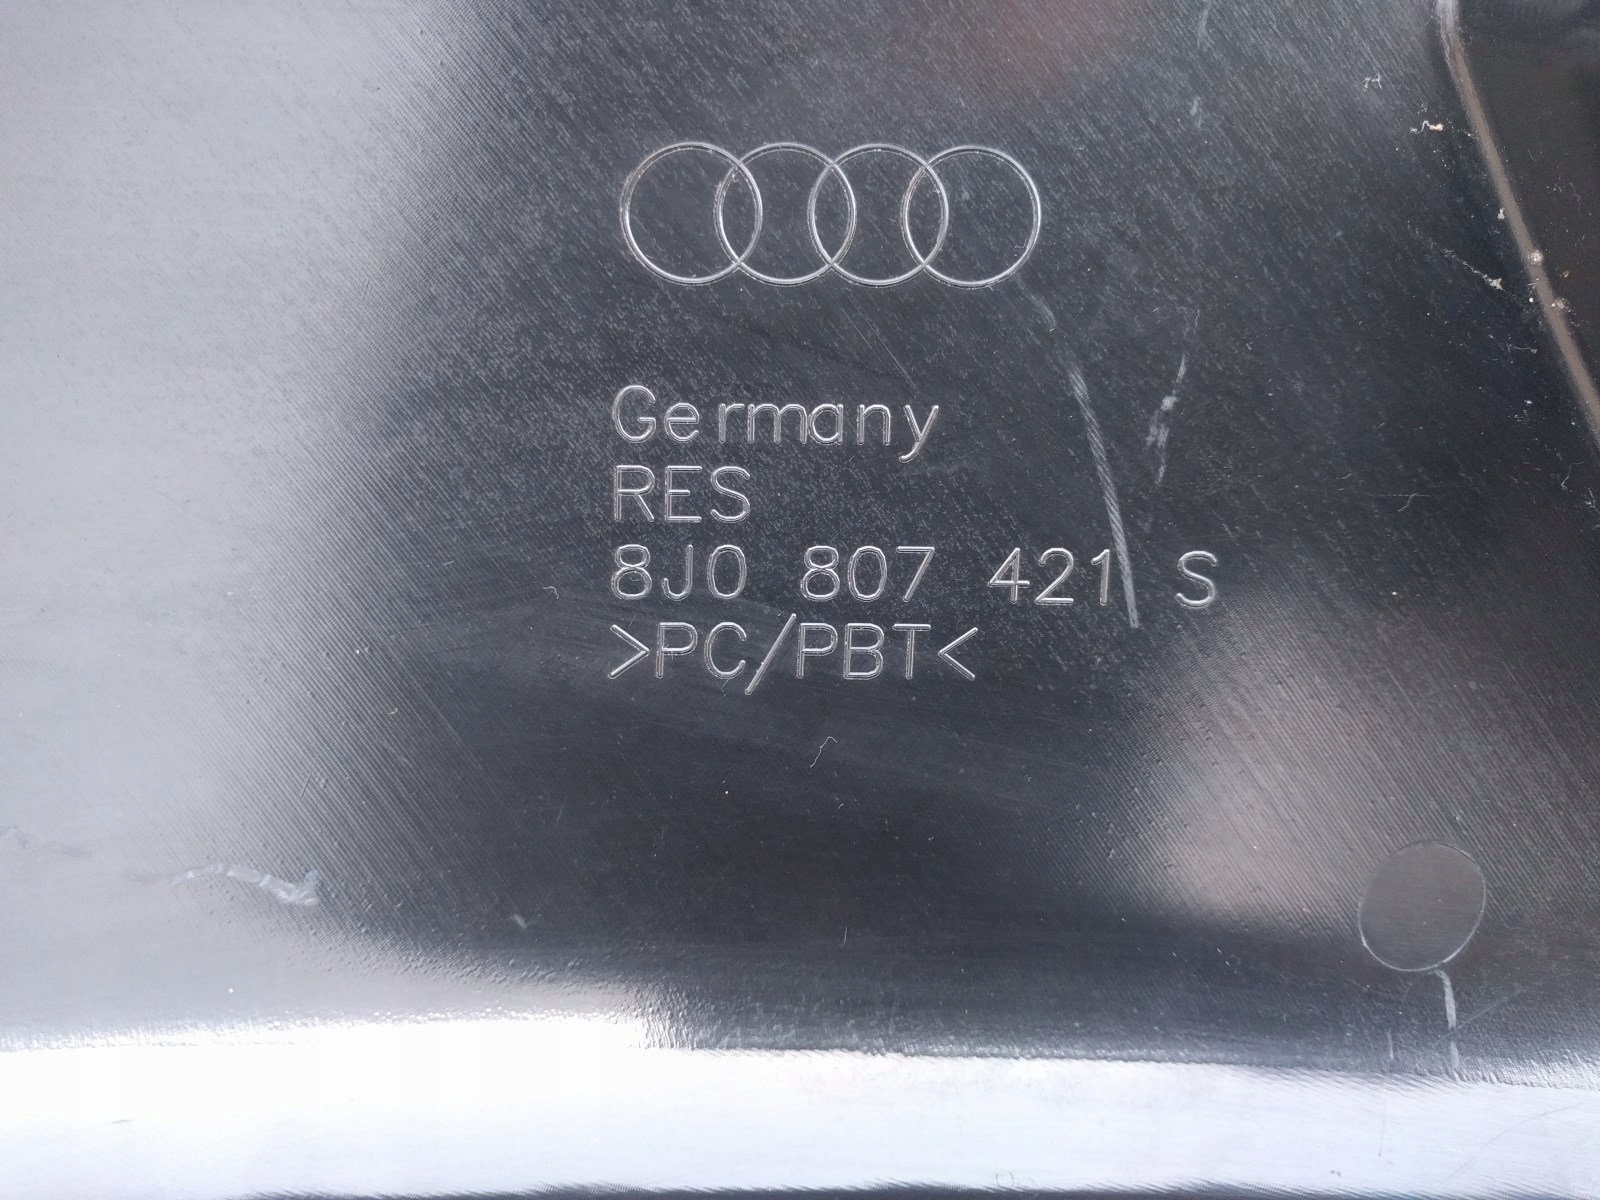 Germany
RES
8J0 807 421 S
>PC/PBT<